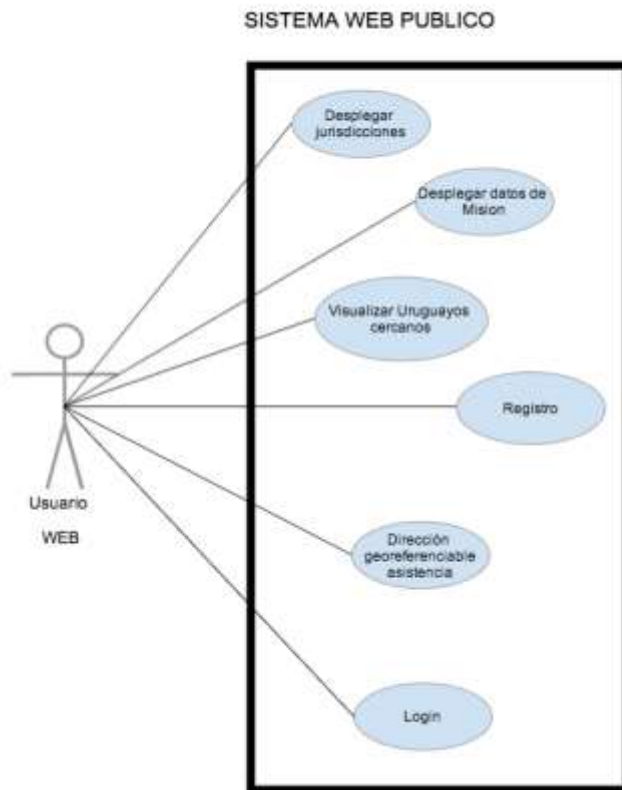 SISTEMA WEB PUBLICO
Desplegar
jurisdicciones
Desplegar datos de
Mision
Visualizar Uruguayos
cercanos
Registro
Usuario
WEB
Dirección
georeferenciable
asistencia
Login